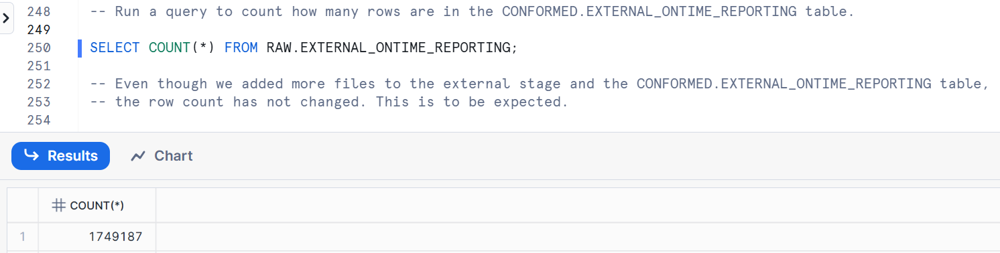 248 -- Run a query to count how many rows are in the CONFORMED.EXTERNAL_ONTIME_REPORTING table.
249
250 SELECT COUNT(*) FROM RAW.EXTERNAL_ONTIME_REPORTING;
251
252 -- Even though we added more files to the external stage and the CONFORMED.EXTERNAL_ONTIME_REPORTING table,
253 -- the row count has not changed. This is to be expected.
254
Results Chart
COUNT(*)
1 1749187